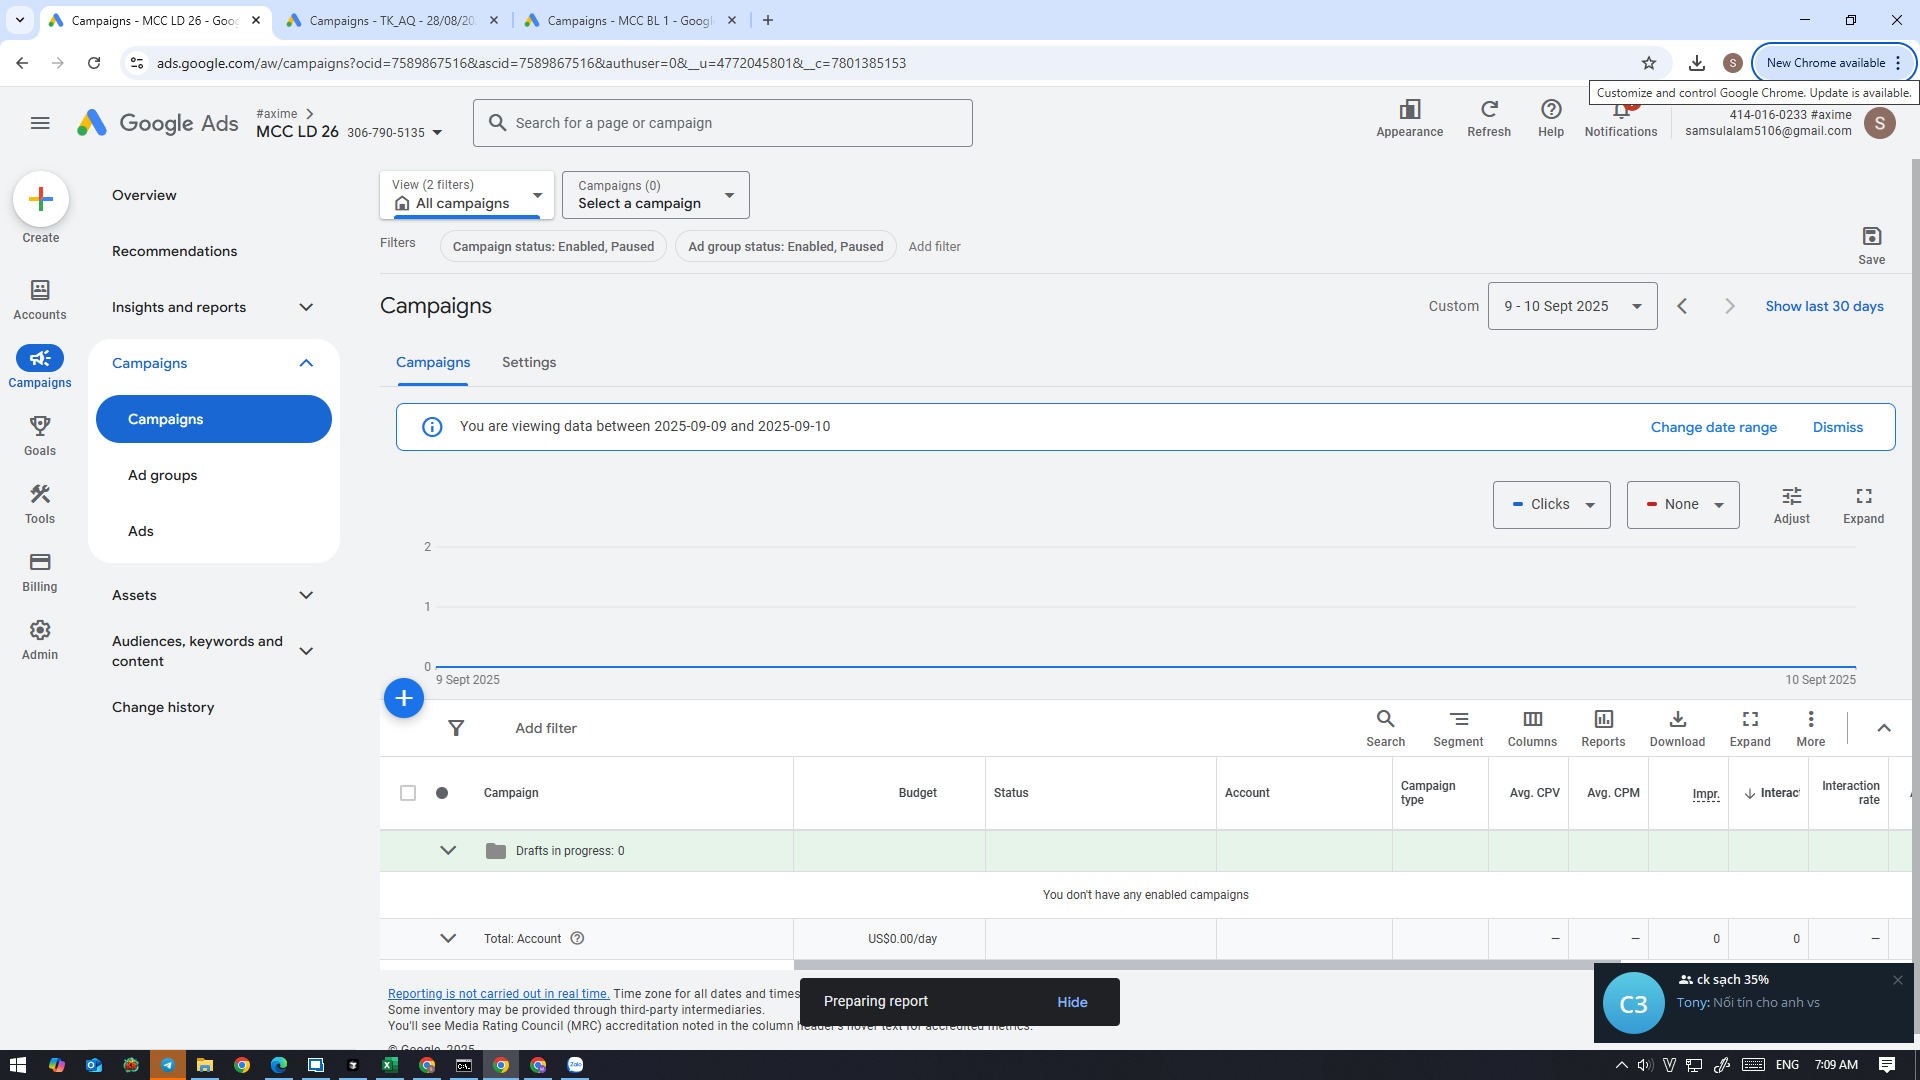 Campaigns - MCC LD 26 - Goog
Campaigns - TK_AQ - 28/08/20
Campaigns - MCC BL 1 - Googl
ads.google.com/aw/campaigns?ocid=7589867516&ascid=7589867516&authuser=0&__u=4772045801&__c=7801385153
S
New Chrome available
Customize and control Google Chrome. Update is available.
Google Ads
#axime
MCC LD 26 306-790-5135
Search for a page or campaign
Appearance
Refresh
Help
Notifications
414-016-0233 #axime
samsulalam5106@gmail.com
S
Create
Accounts
Campaigns
Goals
Tools
Billing
Admin
Overview
Recommendations
Insights and reports
Campaigns
Campaigns
Ad groups
Ads
Assets
Audiences, keywords and
content
Change history
View (2 filters)
All campaigns
Campaigns (0)
Select a campaign
Filters
Campaign status: Enabled, Paused
Ad group status: Enabled, Paused
Add filter
Save
Campaigns
Custom
9 - 10 Sept 2025
Show last 30 days
Campaigns
Settings
You are viewing data between 2025-09-09 and 2025-09-10
Change date range
Dismiss
Clicks
None
Adjust
Expand
2
1
0
9 Sept 2025
10 Sept 2025
Add filter
Search
Segment
Columns
Reports
Download
Expand
More
Campaign
Budget
Status
Account
Campaign
type
Avg. CPV
Avg. CPM
Impr.
Interac
Interaction
rate
Drafts in progress: 0
You don't have any enabled campaigns
Total: Account
US$0.00/day
—
—
0
0
—
Reporting is not carried out in real time. Time zone for all dates and times
Some inventory may be provided through third-party intermediaries.
You'll see Media Rating Council (MRC) accreditation noted in the column header's hover text for accredited metrics.
© Google, 2025
Preparing report
Hide
C3
ck sạch 35%
Tony: Nối tín cho anh vs
Zalo
ENG
7:09 AM